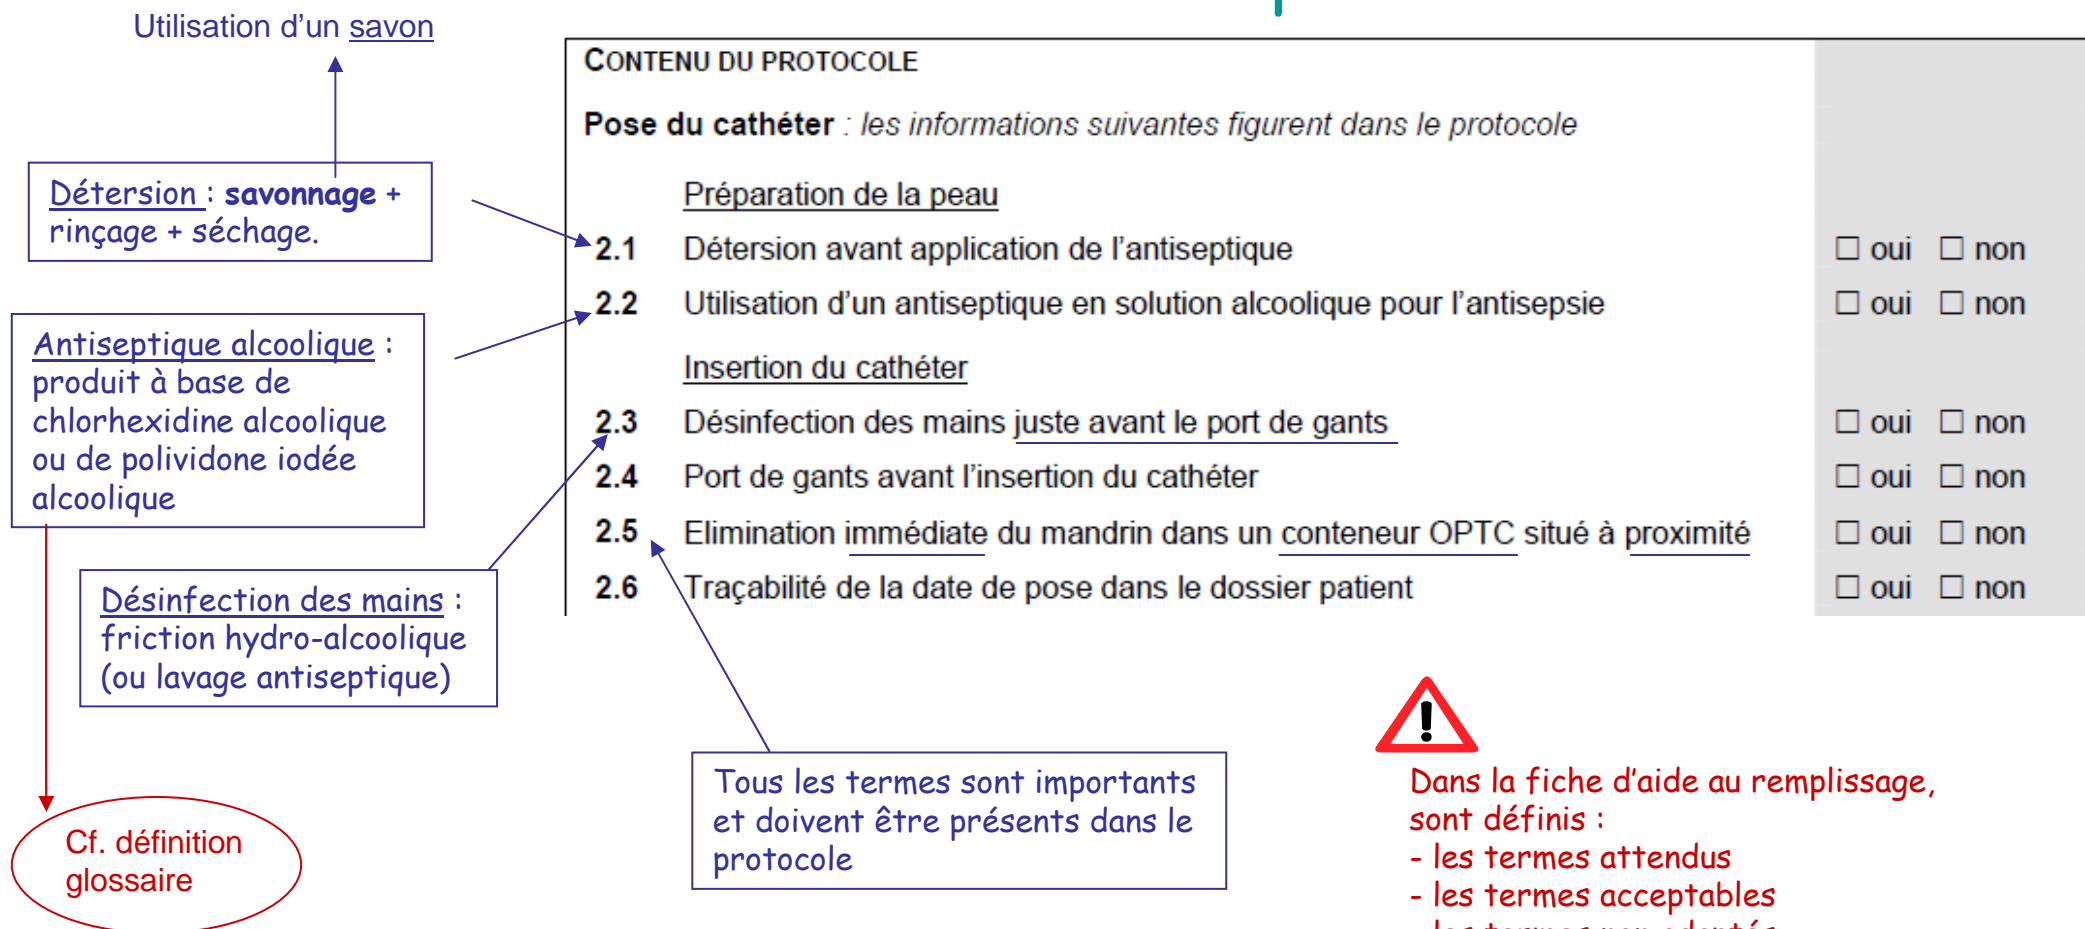 Utilisation d'un savon
Détersion : savonnage +
rinçage + séchage.
Antiseptique alcoolique :
produit à base de
chlorhexidine alcoolique
ou de polividone iodée
alcoolique
Désinfection des mains :
friction hydro-alcoolique
(ou lavage antiseptique)
Cf. définition
glossaire
CONTENU DU PROTOCOLE
Pose du cathéter : les informations suivantes figurent dans le protocole
Préparation de la peau
2.1 Détersion avant application de l'antiseptique □ oui □ non
2.2 Utilisation d'un antiseptique en solution alcoolique pour l'antisepsie □ oui □ non
Insertion du cathéter
2.3 Désinfection des mains juste avant le port de gants □ oui □ non
2.4 Port de gants avant l'insertion du cathéter □ oui □ non
2.5 Elimination immédiate du mandrin dans un conteneur OPTC situé à proximité □ oui □ non
2.6 Traçabilité de la date de pose dans le dossier patient □ oui □ non
Tous les termes sont importants
et doivent être présents dans le
protocole
!
Dans la fiche d'aide au remplissage,
sont définis :
- les termes attendus
- les termes acceptables
- les termes non adaptés